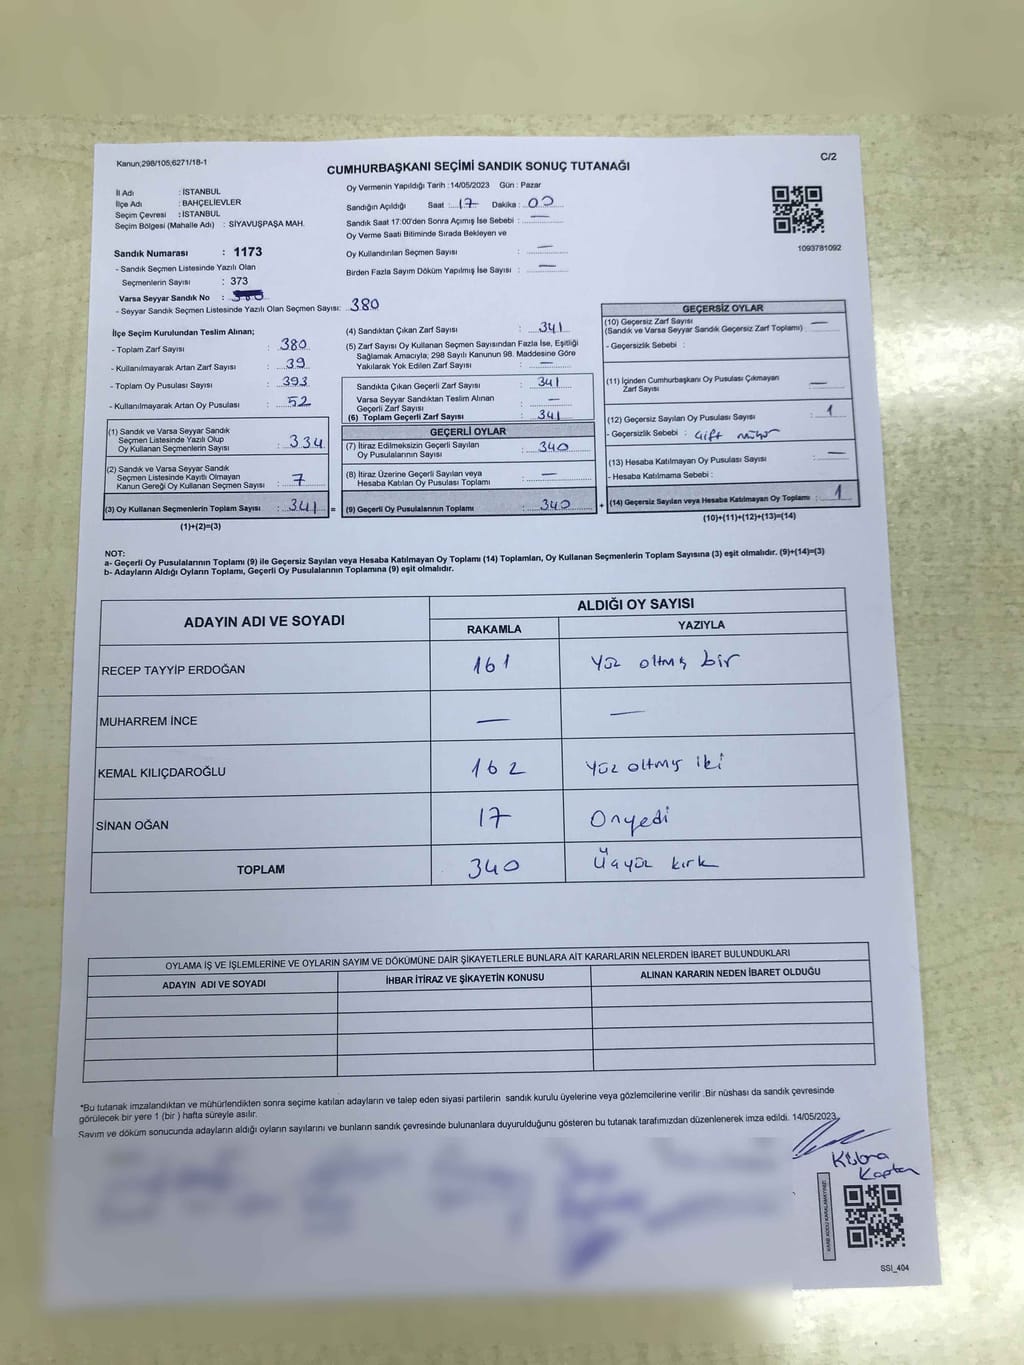 Kanun;298/105;6271/18-1
C/2
CUMHURBAŞKANI SEÇİMİ SANDIK SONUÇ TUTANAĞI
İl Adı : İSTANBUL
İlçe Adı : BAHÇELİEVLER
Seçim Çevresi : İSTANBUL
Seçim Bölgesi (Mahalle Adı) : SİYAVUŞPAŞA MAH.
Oy Vermenin Yapıldığı Tarih :14/05/2023 Gün : Pazar
Sandığın Açıldığı Saat : 17 Dakika : 00
Sandık Saat 17:00'den Sonra Açımış İse Sebebi : —
Oy Verme Saati Bitiminde Sırada Bekleyen ve
Oy Kullandırılan Seçmen Sayısı : —
Birden Fazla Sayım Döküm Yapılmış İse Sayısı : —
1093781092
Sandık Numarası : 1173
- Sandık Seçmen Listesinde Yazılı Olan
Seçmenlerin Sayısı : 373
Varsa Seyyar Sandık No :
- Seyyar Sandık Seçmen Listesinde Yazılı Olan Seçmen Sayısı: 380
İlçe Seçim Kurulundan Teslim Alınan;
- Toplam Zarf Sayısı : 380
- Kullanılmayarak Artan Zarf Sayısı : 39
- Toplam Oy Pusulası Sayısı : 393
- Kullanılmayarak Artan Oy Pusulası : 52
(1) Sandık ve Varsa Seyyar Sandık
Seçmen Listesinde Yazılı Olup
Oy Kullanan Seçmenlerin Sayısı : 334
(2) Sandık ve Varsa Seyyar Sandık
Seçmen Listesinde Kayıtlı Olmayan
Kanun Gereği Oy Kullanan Seçmen Sayısı : 7
(3) Oy Kullanan Seçmenlerin Toplam Sayısı : 341 =
(1)+(2)=(3)
(4) Sandıktan Çıkan Zarf Sayısı : 341
(5) Zarf Sayısı Oy Kullanan Seçmen Sayısından Fazla İse, Eşitliği
Sağlamak Amacıyla; 298 Sayılı Kanunun 98. Maddesine Göre
Yakılarak Yok Edilen Zarf Sayısı : —
Sandıkta Çıkan Geçerli Zarf Sayısı : 341
Varsa Seyyar Sandıktan Teslim Alınan
Geçerli Zarf Sayısı : —
(6) Toplam Geçerli Zarf Sayısı : 341
GEÇERLİ OYLAR
(7) İtiraz Edilmeksizin Geçerli Sayılan
Oy Pusulalarının Sayısı : 340
(8) İtiraz Üzerine Geçerli Sayılan veya
Hesaba Katılan Oy Pusulası Toplamı : —
(9) Geçerli Oy Pusulalarının Toplamı : 340 +
GEÇERSİZ OYLAR
(10) Geçersiz Zarf Sayısı : —
(Sandık ve Varsa Seyyar Sandık Geçersiz Zarf Toplamı)
- Geçersizlik Sebebi :
(11) İçinden Cumhurbaşkanı Oy Pusulası Çıkmayan
Zarf Sayısı : —
(12) Geçersiz Sayılan Oy Pusulası Sayısı : 1
- Geçersizlik Sebebi : Çift mühür
(13) Hesaba Katılmayan Oy Pusulası Sayısı : —
- Hesaba Katılmama Sebebi :
(14) Geçersiz Sayılan veya Hesaba Katılmayan Oy Toplamı : 1
(10)+(11)+(12)+(13)=(14)
NOT:
a- Geçerli Oy Pusulalarının Toplamı (9) ile Geçersiz Sayılan veya Hesaba Katılmayan Oy Toplamı (14) Toplamları, Oy Kullanan Seçmenlerin Toplam Sayısına (3) eşit olmalıdır. (9)+(14)=(3)
b- Adayların Aldığı Oyların Toplamı, Geçerli Oy Pusulalarının Toplamına (9) eşit olmalıdır.
ADAYIN ADI VE SOYADI
ALDIĞI OY SAYISI
RAKAMLA YAZIYLA
RECEP TAYYİP ERDOĞAN 161 Yüz altmış bir
MUHARREM İNCE — —
KEMAL KILIÇDAROĞLU 162 Yüz altmış iki
SİNAN OĞAN 17 Onyedi
TOPLAM 340 Üçyüz kırk
OYLAMA İŞ VE İŞLEMLERİNE VE OYLARIN SAYIM VE DÖKÜMÜNE DAİR ŞİKAYETLERLE BUNLARA AİT KARARLARIN NELERDEN İBARET BULUNDUKLARI
ADAYIN ADI VE SOYADI İHBAR İTİRAZ VE ŞİKAYETİN KONUSU ALINAN KARARIN NEDEN İBARET OLDUĞU
*Bu tutanak imzalandıktan ve mühürlendikten sonra seçime katılan adayların ve talep eden siyasi partilerin sandık kurulu üyelerine veya gözlemcilerine verilir .Bir nüshası da sandık çevresinde
görülecek bir yere 1 (bir ) hafta süreyle asılır.
Sayım ve döküm sonucunda adayların aldığı oyların sayılarını ve bunların sandık çevresinde bulunanlara duyurulduğunu gösteren bu tutanak tarafımızdan düzenlenerek imza edildi. 14/05/2023
Kübra
Kaptan
SSI_404